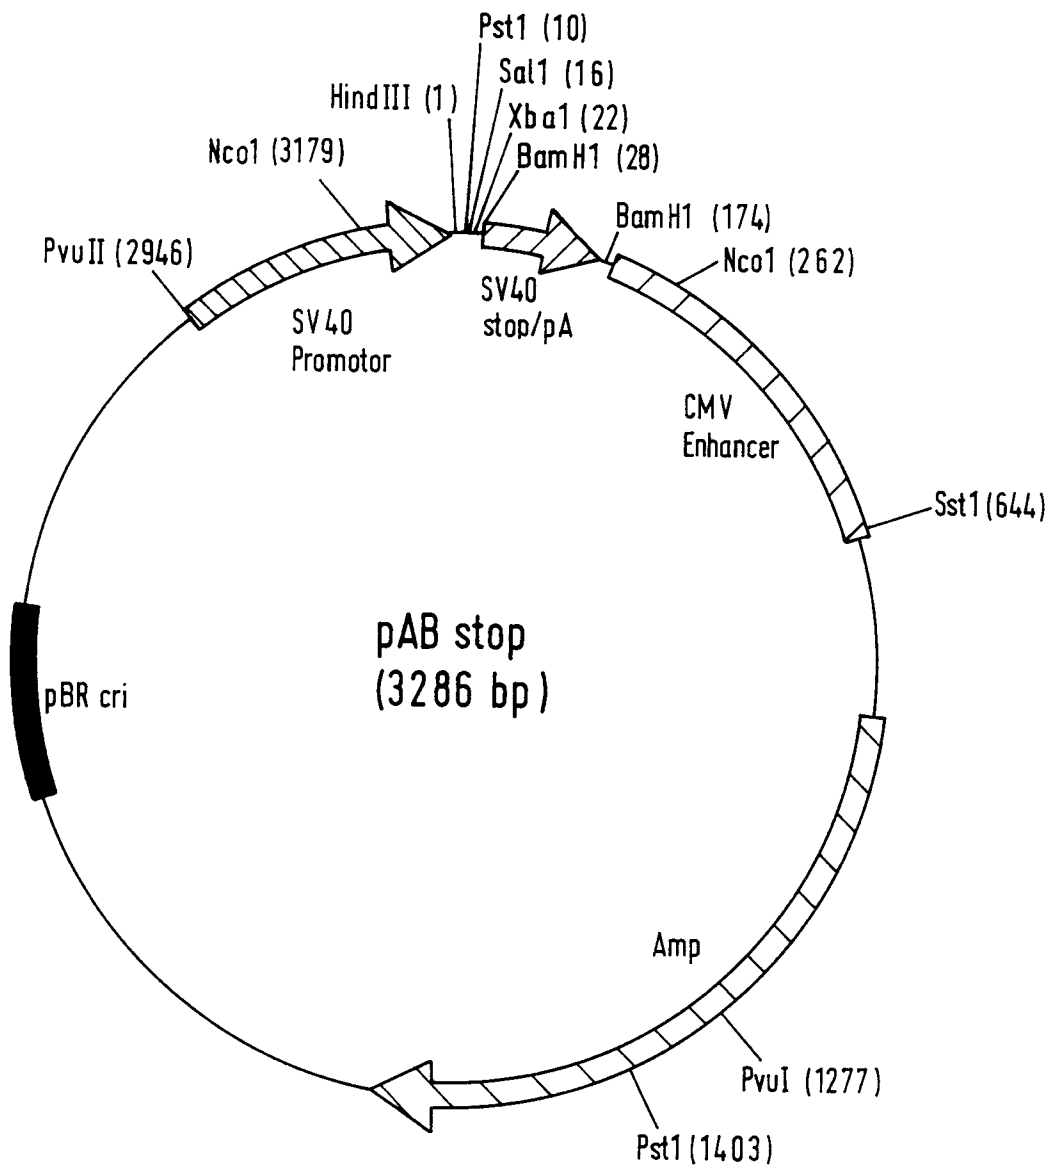 Pst1 (10)
Sal1 (16)
HindIII (1)
Xba1 (22)
Nco1 (3179)
BamH1 (28)
PvuII (2946)
BamH1 (174)
Nco1 (262)
SV40
stop/pA
SV40
Promotor
CMV
Enhancer
Sst1 (644)
pAB stop
(3286 bp)
pBR cri
Amp
PvuI (1277)
Pst1 (1403)